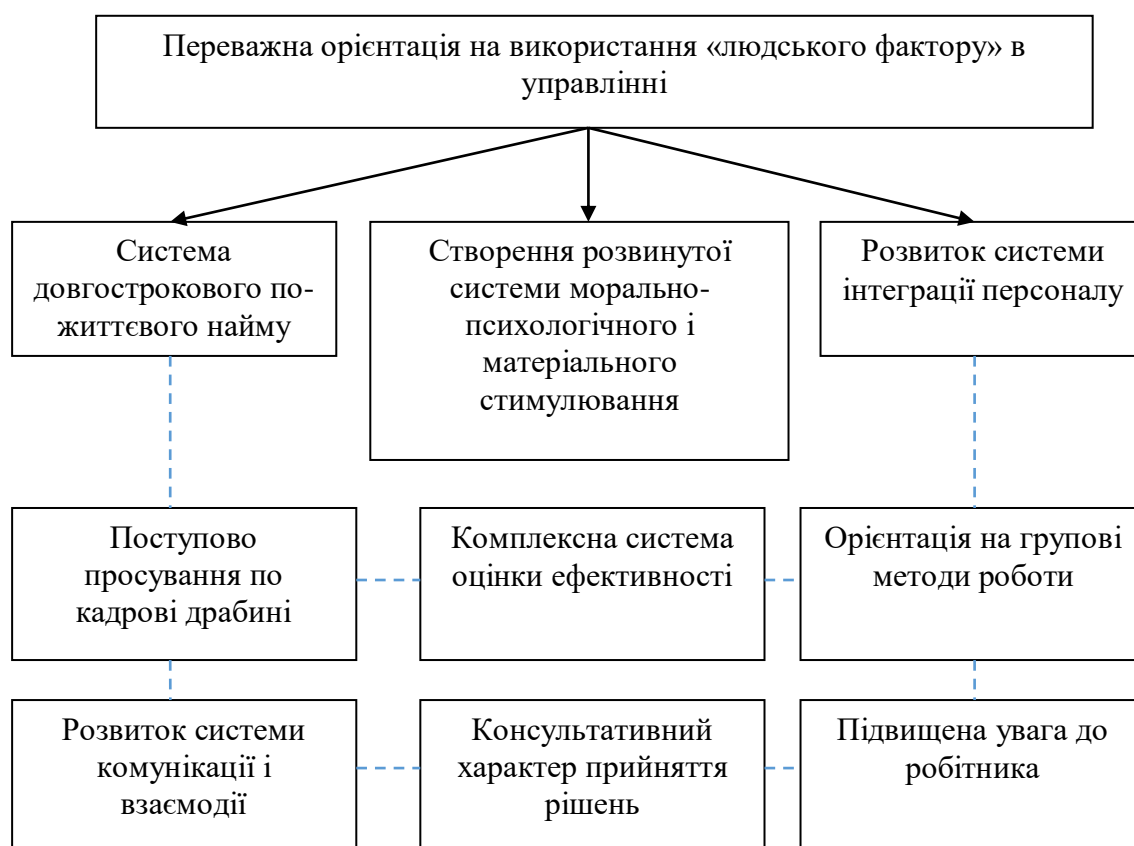 Переважна орієнтація на використання «людського фактору» в
управлінні
Система
довгострокового по-
життєвого найму
Створення розвинутої
системи морально-
психологічного і
матеріального
стимулювання
Розвиток системи
інтеграції персоналу
Поступово
просування по
кадрові драбині
Комплексна система
оцінки ефективності
Орієнтація на групові
методи роботи
Розвиток системи
комунікації і
взаємодії
Консультативний
характер прийняття
рішень
Підвищена увага до
робітника